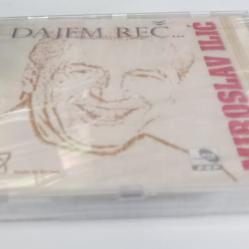 DAJEM REČ...
MIROSLAV ILIĆ